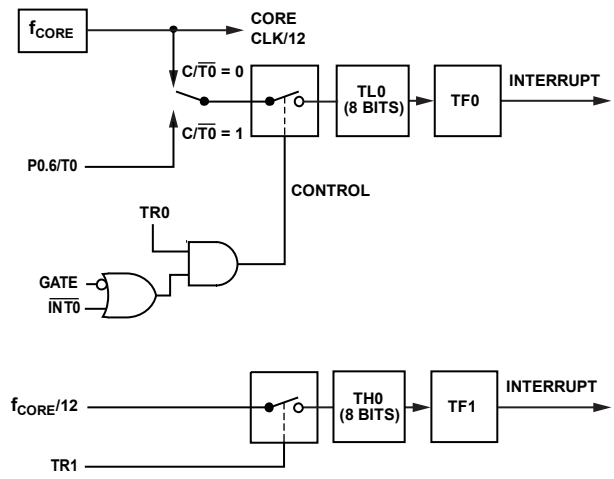 fCORE
CORE
CLK/12
C/T0̅ = 0
TL0
(8 BITS)
TF0
INTERRUPT
C/T0̅ = 1
P0.6/T0
CONTROL
TR0
GATE
I̅N̅T̅0̅
fCORE/12
TH0
(8 BITS)
TF1
INTERRUPT
TR1